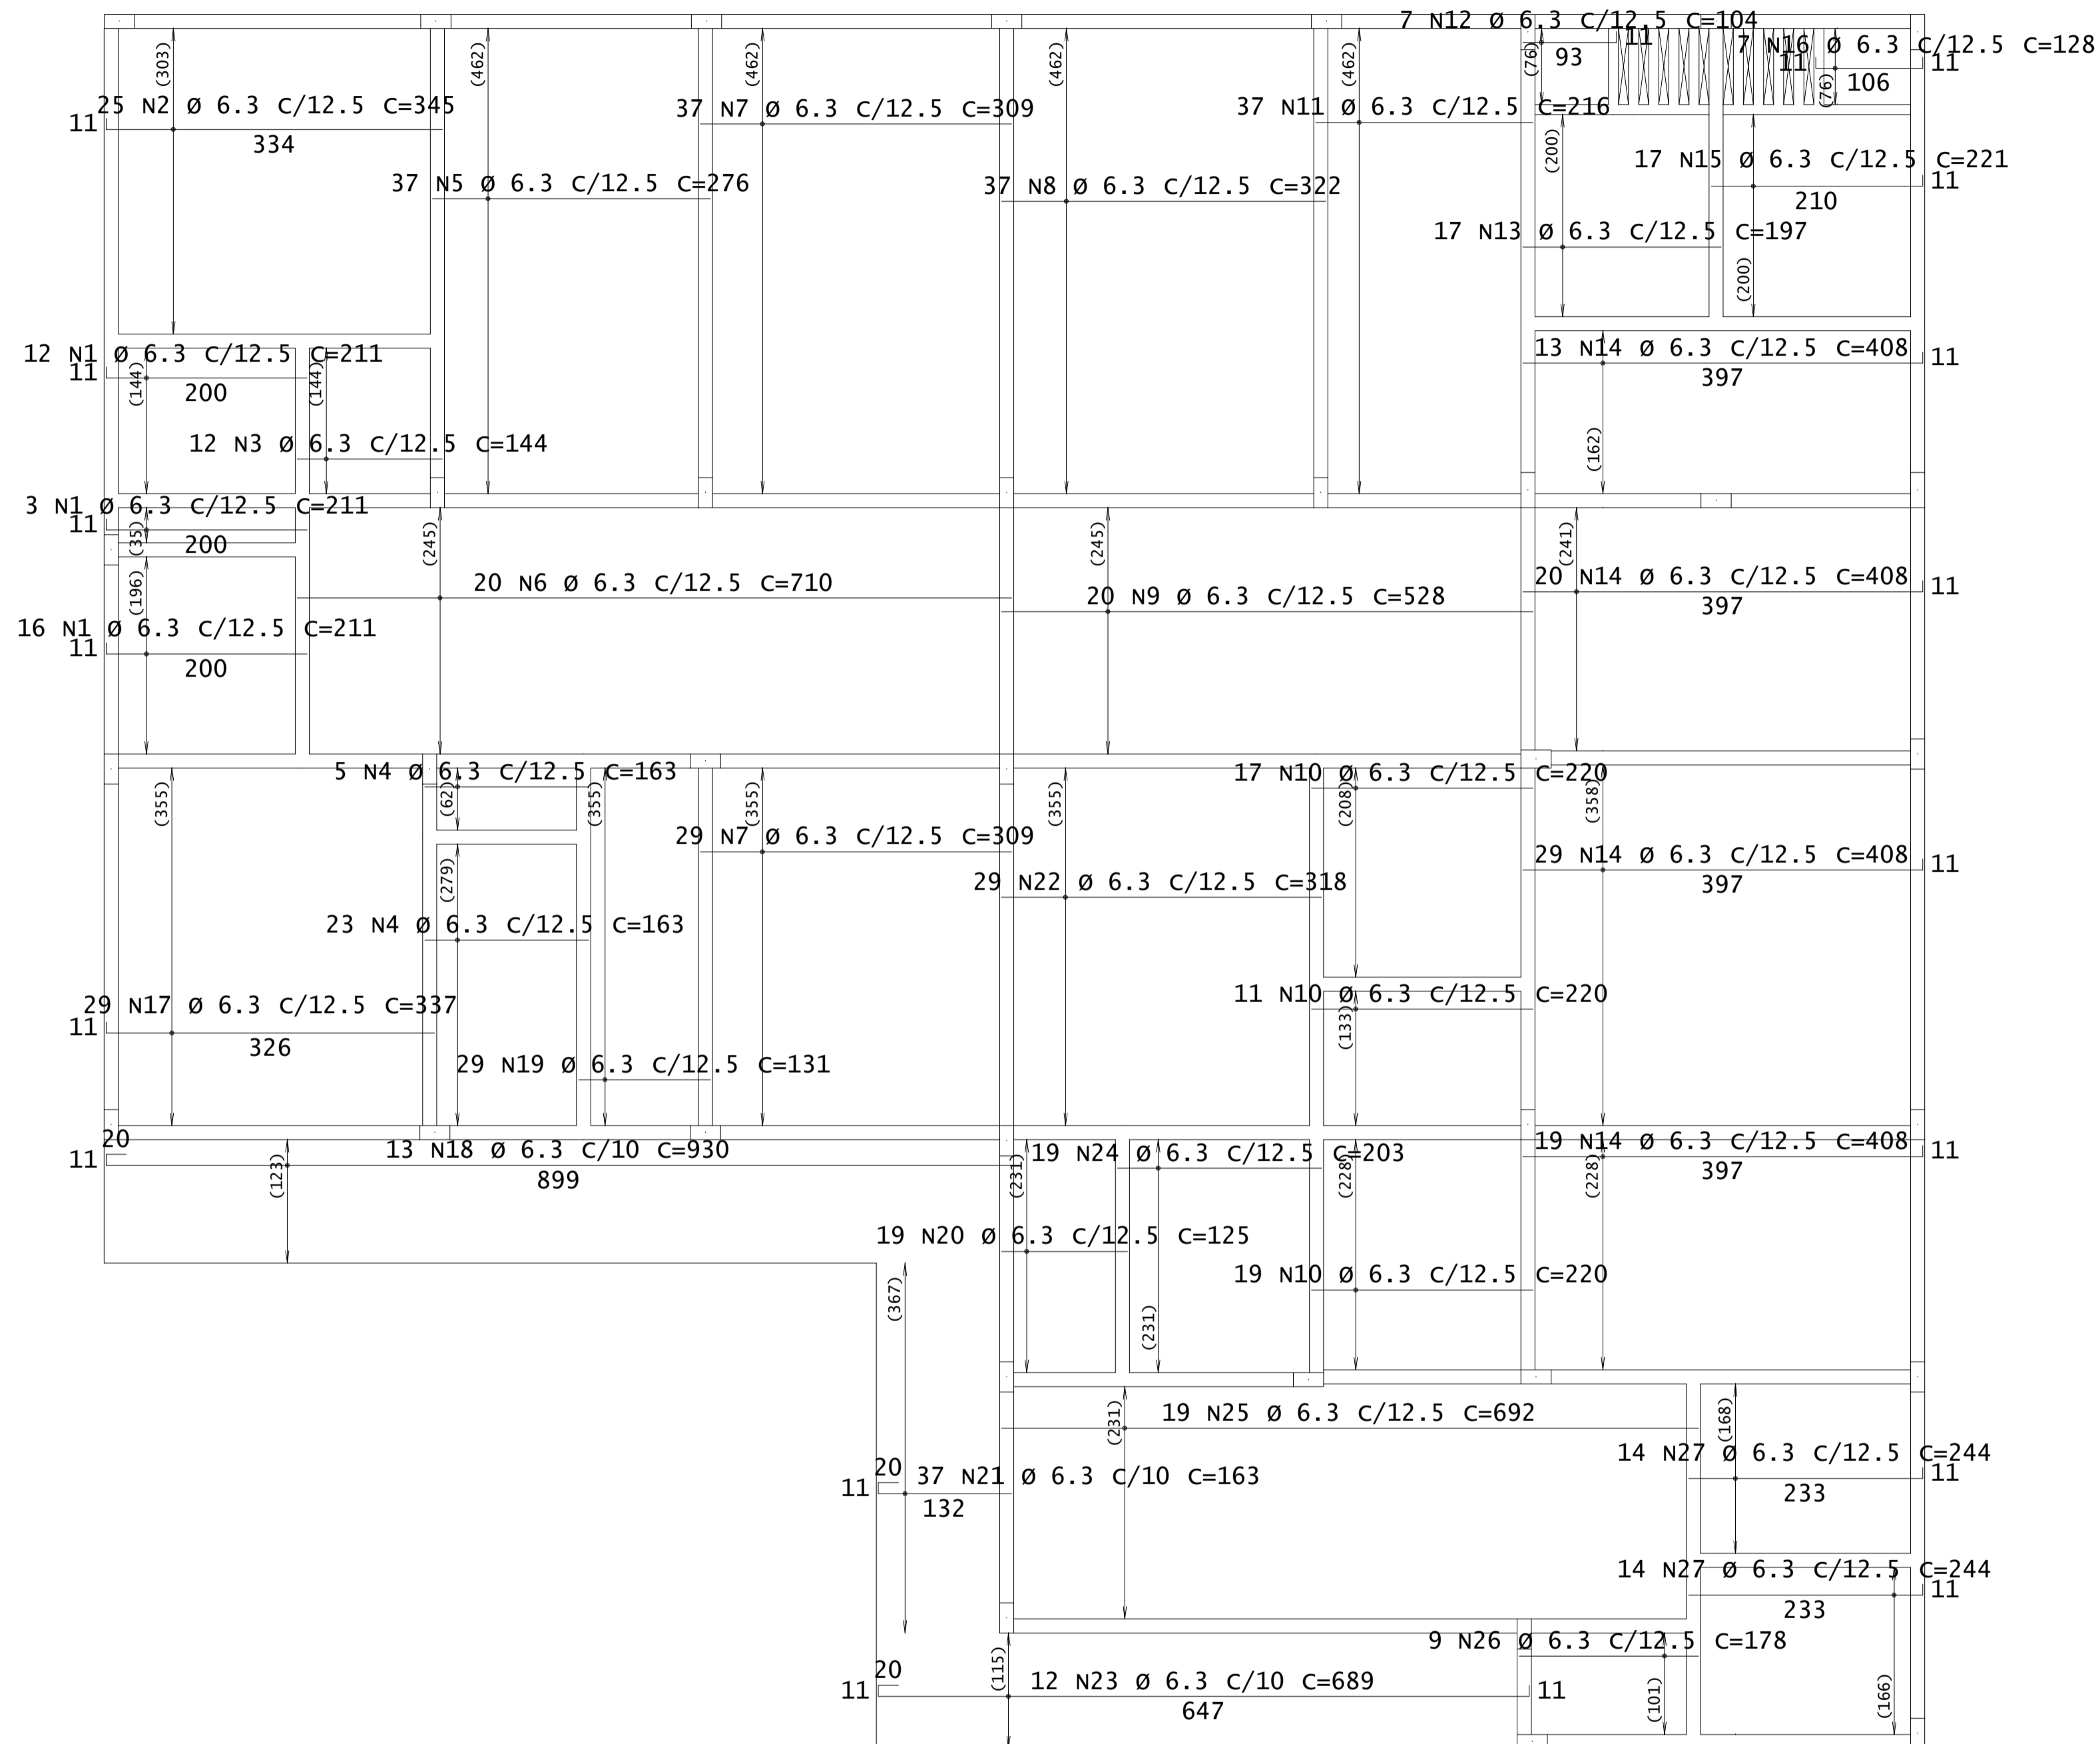 7 N12 Ø 6.3 C/12.5 C=104
11
93
(76)
7 N16 Ø 6.3 C/12.5 C=128
11
11
106
(76)
(303)
25 N2 Ø 6.3 C/12.5 C=345
11
334
(462)
37 N5 Ø 6.3 C/12.5 C=276
(462)
37 N7 Ø 6.3 C/12.5 C=309
(462)
37 N8 Ø 6.3 C/12.5 C=322
(462)
37 N11 Ø 6.3 C/12.5 C=216
(200)
17 N15 Ø 6.3 C/12.5 C=221
11
210
17 N13 Ø 6.3 C/12.5 C=197
(200)
12 N1 Ø 6.3 C/12.5 C=211
11
200
(144)
(144)
12 N3 Ø 6.3 C/12.5 C=144
13 N14 Ø 6.3 C/12.5 C=408
11
397
(162)
3 N1 Ø 6.3 C/12.5 C=211
11
200
(35)
(245)
(245)
(241)
(196)
20 N6 Ø 6.3 C/12.5 C=710
20 N9 Ø 6.3 C/12.5 C=528
20 N14 Ø 6.3 C/12.5 C=408
11
397
16 N1 Ø 6.3 C/12.5 C=211
11
200
5 N4 Ø 6.3 C/12.5 C=163
(62)
17 N10 Ø 6.3 C/12.5 C=220
(355)
(355)
(355)
(355)
(208)
(358)
29 N7 Ø 6.3 C/12.5 C=309
29 N14 Ø 6.3 C/12.5 C=408
11
397
(279)
29 N22 Ø 6.3 C/12.5 C=318
23 N4 Ø 6.3 C/12.5 C=163
11 N10 Ø 6.3 C/12.5 C=220
(133)
29 N17 Ø 6.3 C/12.5 C=337
11
326
29 N19 Ø 6.3 C/12.5 C=131
20
11
13 N18 Ø 6.3 C/10 C=930
899
(123)
(231)
19 N24 Ø 6.3 C/12.5 C=203
(228)
19 N14 Ø 6.3 C/12.5 C=408
11
397
(228)
19 N20 Ø 6.3 C/12.5 C=125
19 N10 Ø 6.3 C/12.5 C=220
(367)
(231)
(231)
19 N25 Ø 6.3 C/12.5 C=692
(168)
14 N27 Ø 6.3 C/12.5 C=244
11
233
20
11
37 N21 Ø 6.3 C/10 C=163
132
14 N27 Ø 6.3 C/12.5 C=244
11
233
9 N26 Ø 6.3 C/12.5 C=178
20
11
(115)
12 N23 Ø 6.3 C/10 C=689
11
647
(101)
(166)